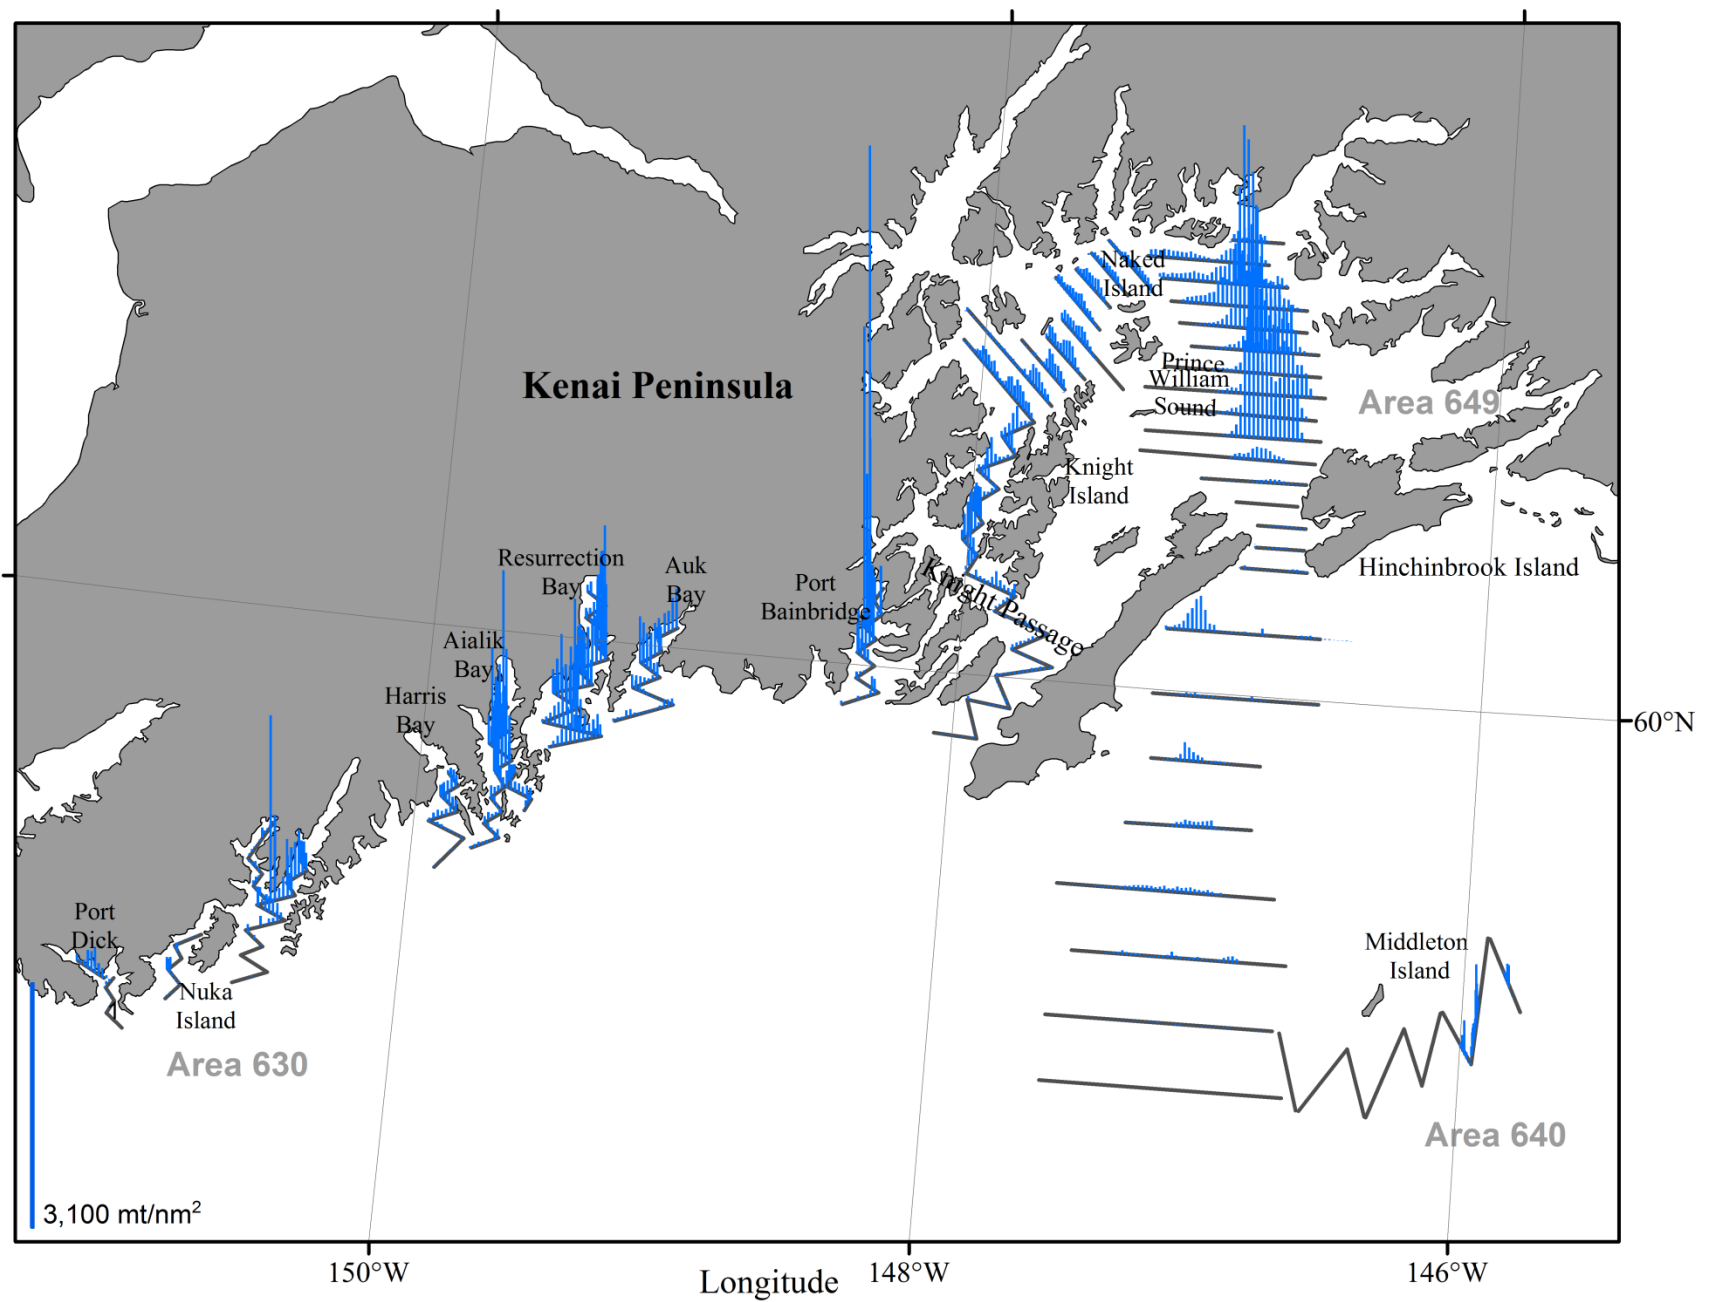 Naked
Island
Prince
William
Sound
Kenai Peninsula
Area 649
Knight
Island
Resurrection
Bay
Auk
Bay
Port
Bainbridge
Knight Passage
Hinchinbrook Island
Aialik
Bay
Harris
Bay
60°N
Port
Dick
Middleton
Island
Nuka
Island
Area 630
Area 640
3,100 mt/nm²
150°W
148°W
146°W
Longitude